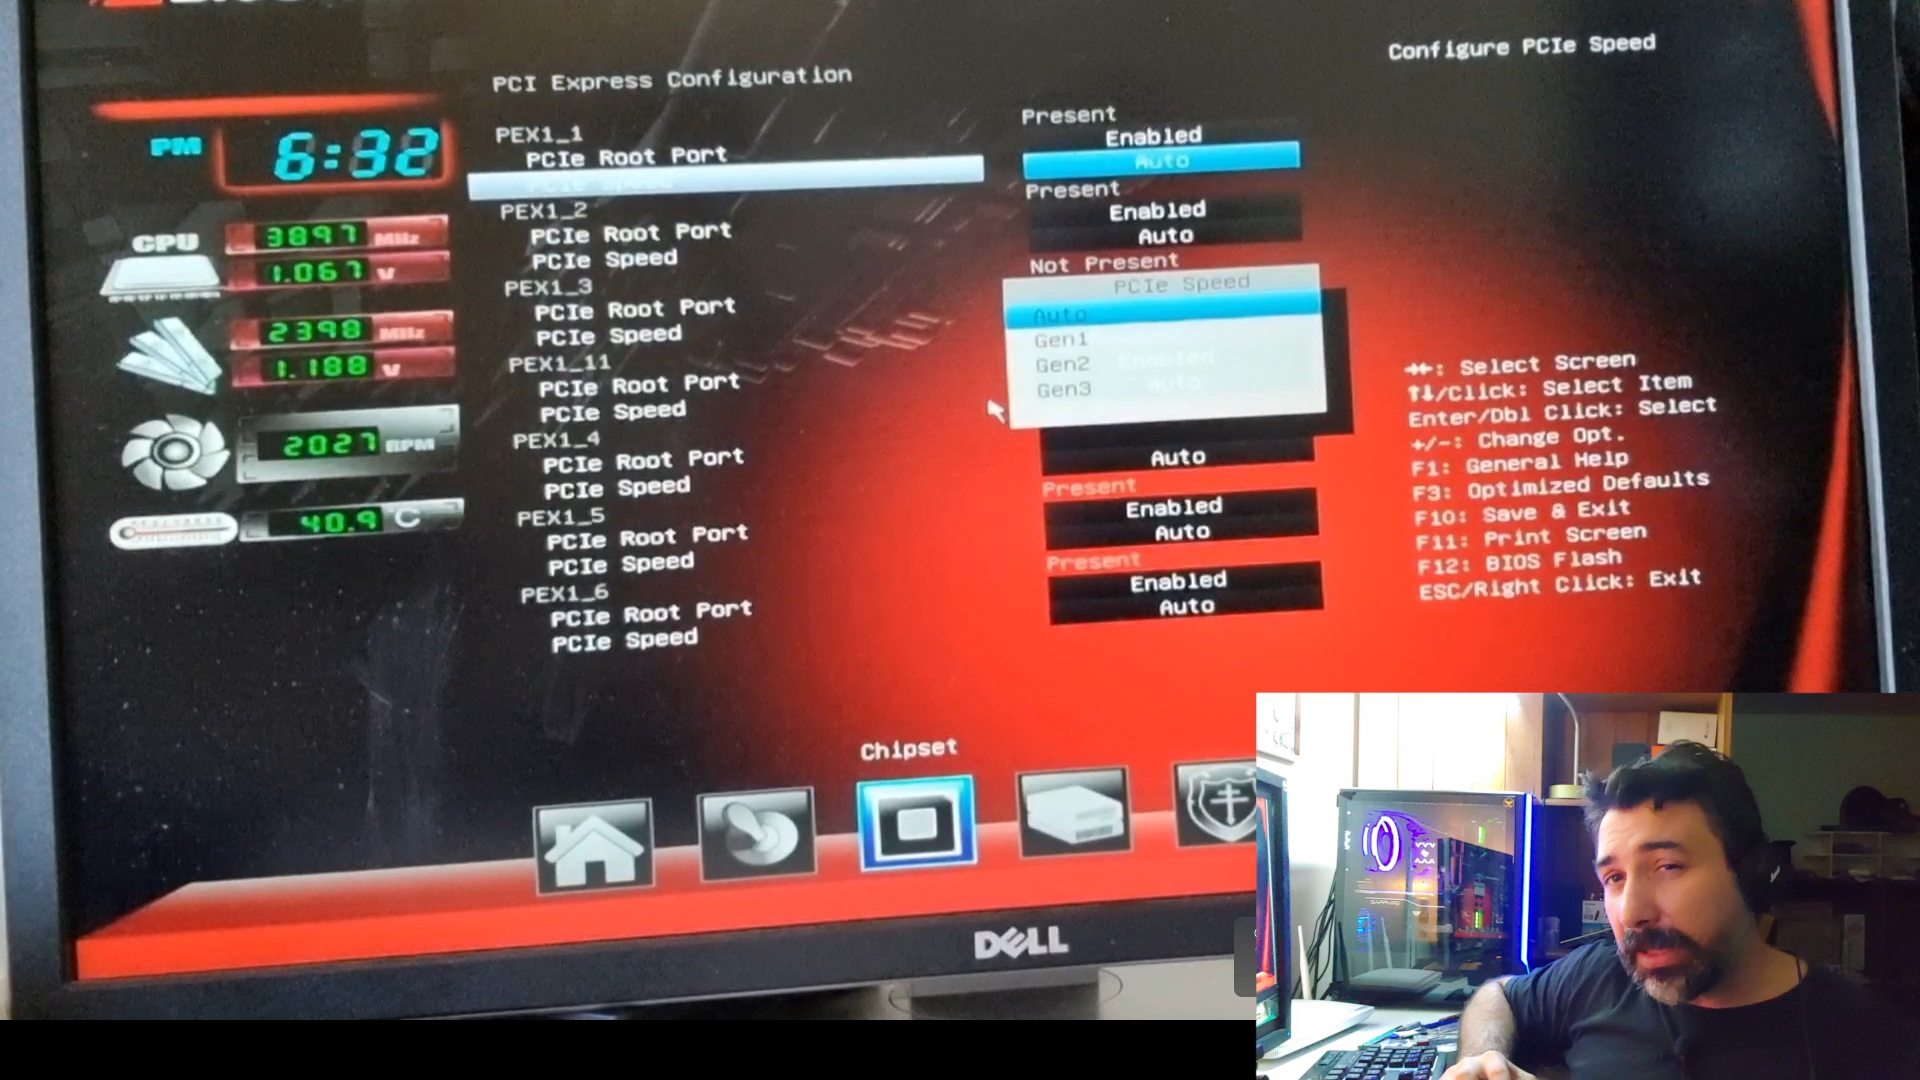 Configure PCIe Speed
PCI Express Configuration
PM 6:32
CPU 3897 MHz
1.067 V
2398 MHz
1.188 V
2027 RPM
40.9 °C
PEX1_1 Present
PCIe Root Port Enabled
PCIe Speed Auto
PEX1_2 Present
PCIe Root Port Enabled
PCIe Speed Auto
PEX1_3 Not Present
PCIe Root Port
PCIe Speed
PEX1_11
PCIe Root Port Enabled
PCIe Speed Auto
PEX1_4
PCIe Root Port
PCIe Speed Auto
PEX1_5 Present
PCIe Root Port Enabled
PCIe Speed Auto
PEX1_6 Present
PCIe Root Port Enabled
PCIe Speed Auto
PCIe Speed
Auto
Gen1
Gen2
Gen3
: Select Screen
↑↓/Click: Select Item
Enter/Dbl Click: Select
+/-: Change Opt.
F1: General Help
F3: Optimized Defaults
F10: Save & Exit
F11: Print Screen
F12: BIOS Flash
ESC/Right Click: Exit
Chipset
DELL